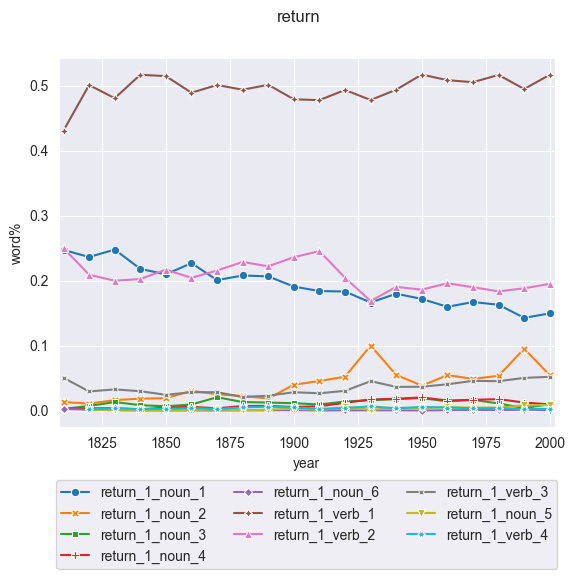 return
0.5
0.4
0.3
0.2
0.1
0.0
word%
1825 1850 1875 1900 1925 1950 1975 2000
year
return_1_noun_1 return_1_noun_6 return_1_verb_3
return_1_noun_2 return_1_verb_1 return_1_noun_5
return_1_noun_3 return_1_verb_2 return_1_verb_4
return_1_noun_4